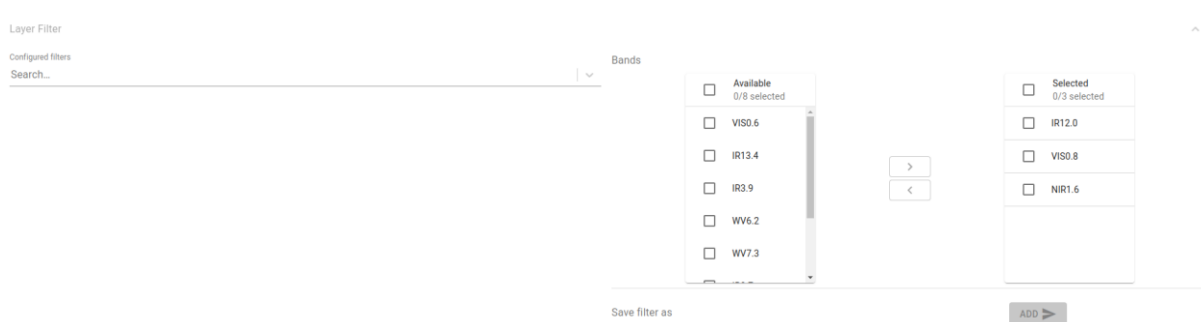 Layer Filter
Configured filters
Search...
Bands
Available
0/8 selected
VIS0.6
IR13.4
IR3.9
WV6.2
WV7.3
>
<
Selected
0/3 selected
IR12.0
VIS0.8
NIR1.6
Save filter as
ADD